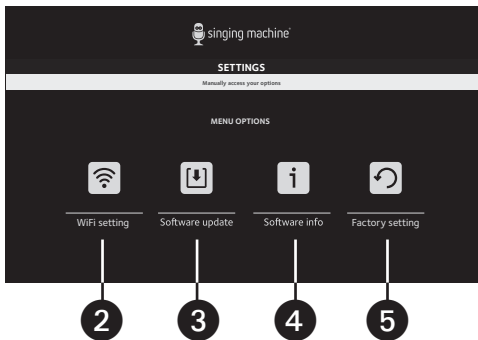 singing machine
SETTINGS
Manually access your options
MENU OPTIONS
WiFi setting Software update Software info Factory setting
2 3 4 5